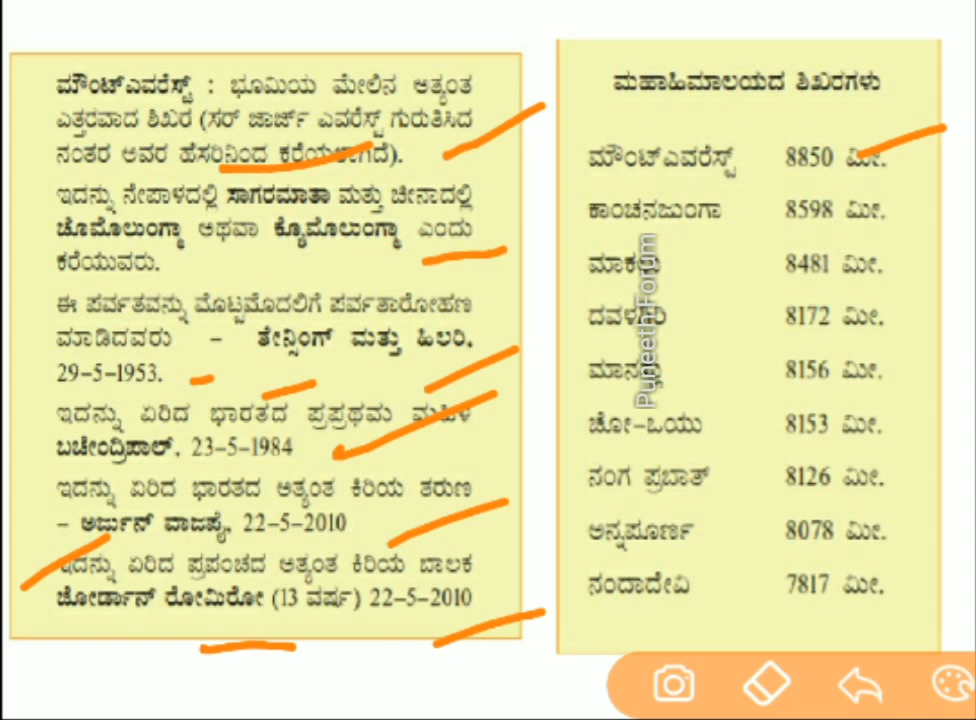 ಮೌಂಟ್‌ಎವರೆಸ್ಟ್ : ಭೂಮಿಯ ಮೇಲಿನ ಅತ್ಯಂತ
ಎತ್ತರವಾದ ಶಿಖರ (ಸರ್ ಜಾರ್ಜ್ ಎವರೆಸ್ಟ್ ಗುರುತಿಸಿದ
ನಂತರ ಅವರ ಹೆಸರಿನಿಂದ ಕರೆಯಲಾಗಿದೆ).
ಇದನ್ನು ನೇಪಾಳದಲ್ಲಿ ಸಾಗರಮಾತಾ ಮತ್ತು ಚೀನಾದಲ್ಲಿ
ಚೊಮೊಲುಂಗ್ಮಾ ಅಥವಾ ಕ್ಯೊಮೊಲುಂಗ್ಮಾ ಎಂದು
ಕರೆಯುವರು.
ಈ ಪರ್ವತವನ್ನು ಮೊಟ್ಟಮೊದಲಿಗೆ ಪರ್ವತಾರೋಹಣ
ಮಾಡಿದವರು – ತೇನ್ಸಿಂಗ್ ಮತ್ತು ಹಿಲರಿ,
29-5-1953.
ಇದನ್ನು ಏರಿದ ಭಾರತದ ಪ್ರಪ್ರಥಮ ಮಹಿಳೆ
ಬಚೇಂದ್ರಿಪಾಲ್, 23-5-1984
ಇದನ್ನು ಏರಿದ ಭಾರತದ ಅತ್ಯಂತ ಕಿರಿಯ ತರುಣ
– ಅರ್ಜುನ್ ವಾಜಪೈ, 22-5-2010
ಇದನ್ನು ಏರಿದ ಪ್ರಪಂಚದ ಅತ್ಯಂತ ಕಿರಿಯ ಬಾಲಕ
ಜೋರ್ಡಾನ್ ರೋಮಿರೋ (13 ವರ್ಷ) 22-5-2010
ಮಹಾಹಿಮಾಲಯದ ಶಿಖರಗಳು
ಮೌಂಟ್‌ಎವರೆಸ್ಟ್ 8850 ಮೀ.
ಕಾಂಚನಜುಂಗಾ 8598 ಮೀ.
ಮಾಕಲು 8481 ಮೀ.
ದವಳಗಿರಿ 8172 ಮೀ.
8156 ಮೀ.
ಚೋ-ಒಯು 8153 ಮೀ.
ನಂಗ ಪ್ರಬಾತ್ 8126 ಮೀ.
ಅನ್ನಪೂರ್ಣ 8078 ಮೀ.
ನಂದಾದೇವಿ 7817 ಮೀ.
PuneethForum